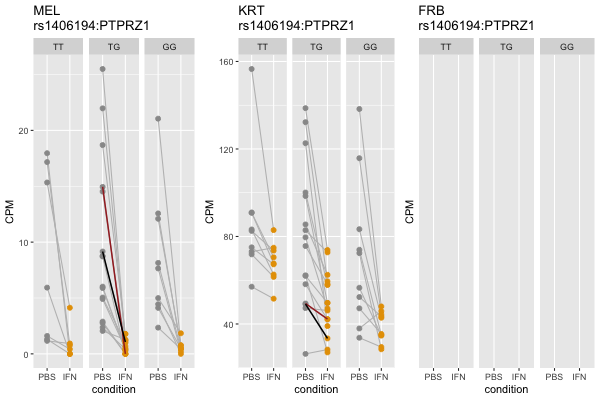 MEL
rs1406194:PTPRZ1
TT TG GG
CPM
20
10
0
PBS IFN PBS IFN PBS IFN
condition
KRT
rs1406194:PTPRZ1
TT TG GG
CPM
160
120
80
40
PBS IFN PBS IFN PBS IFN
condition
FRB
rs1406194:PTPRZ1
TT TG GG
CPM
PBS IFN PBS IFN PBS IFN
condition